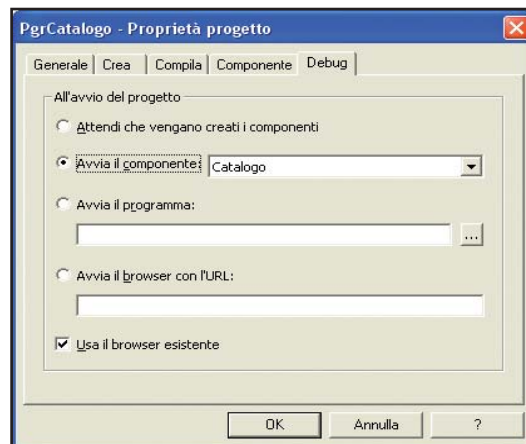 PgrCatalogo - Proprietà progetto
Generale Crea Compila Componente Debug
All'avvio del progetto
Attendi che vengano creati i componenti
Avvia il componente: Catalogo
Avvia il programma:
...
Avvia il browser con l'URL:
Usa il browser esistente
OK Annulla ?